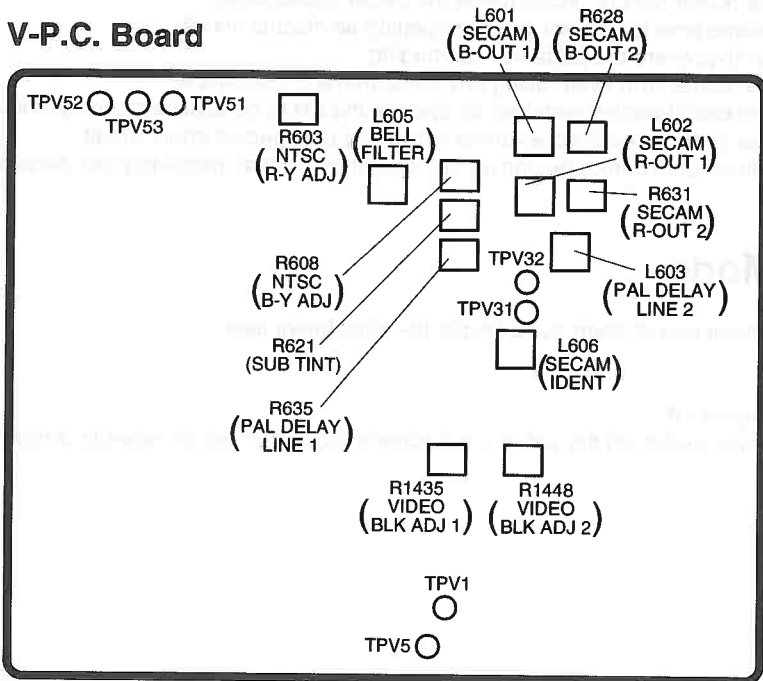 V-P.C. Board
L601
(SECAM
B-OUT 1)
R628
(SECAM
B-OUT 2)
TPV52
TPV53
TPV51
R603
(NTSC
R-Y ADJ)
L605
(BELL
FILTER)
L602
(SECAM
R-OUT 1)
R631
(SECAM
R-OUT 2)
R608
(NTSC
B-Y ADJ)
TPV32
TPV31
L603
(PAL DELAY
LINE 2)
R621
(SUB TINT)
L606
(SECAM
IDENT)
R635
(PAL DELAY
LINE 1)
R1435
(VIDEO
BLK ADJ 1)
R1448
(VIDEO
BLK ADJ 2)
TPV1
TPV5